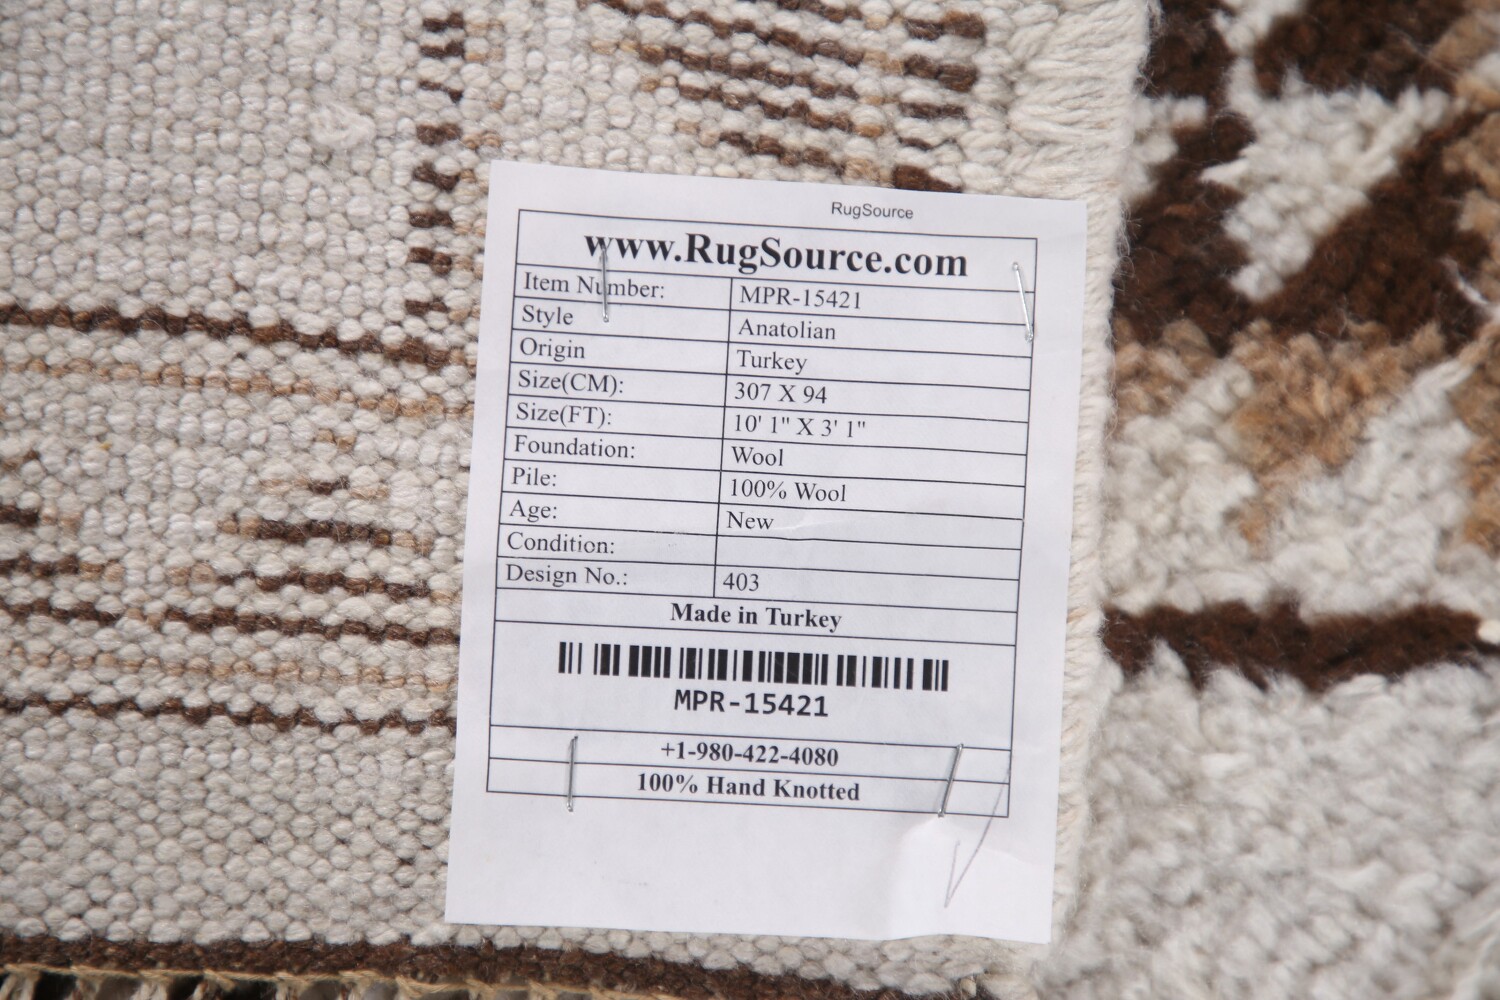 RugSource
www.RugSource.com
Item Number: MPR-15421
Style Anatolian
Origin Turkey
Size(CM): 307 X 94
Size(FT): 10' 1" X 3' 1"
Foundation: Wool
Pile: 100% Wool
Age: New
Condition:
Design No.: 403
Made in Turkey
MPR-15421
+1-980-422-4080
100% Hand Knotted